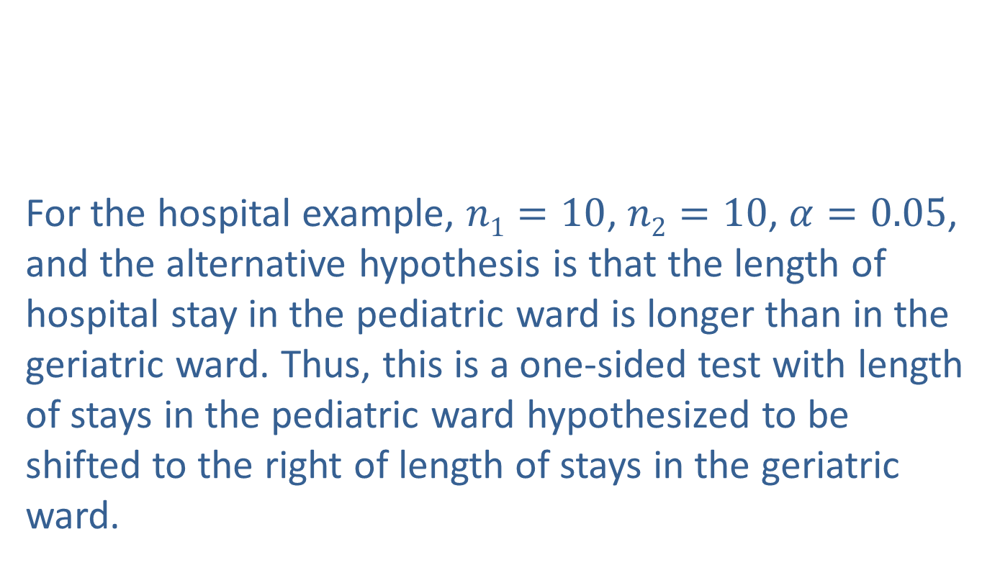 For the hospital example, n₁ = 10, n₂ = 10, α = 0.05,
and the alternative hypothesis is that the length of
hospital stay in the pediatric ward is longer than in the
geriatric ward. Thus, this is a one-sided test with length
of stays in the pediatric ward hypothesized to be
shifted to the right of length of stays in the geriatric
ward.